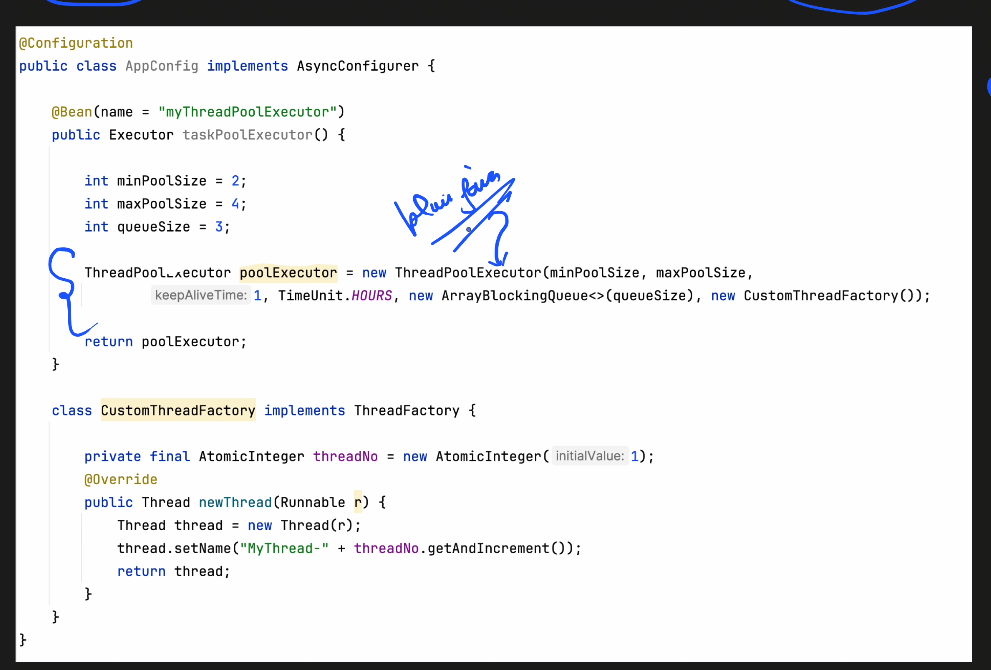 @Configuration
public class AppConfig implements AsyncConfigurer {
@Bean(name = "myThreadPoolExecutor")
public Executor taskPoolExecutor() {
int minPoolSize = 2;
int maxPoolSize = 4;
int queueSize = 3;
ThreadPoolExecutor poolExecutor = new ThreadPoolExecutor(minPoolSize, maxPoolSize,
keepAliveTime: 1, TimeUnit.HOURS, new ArrayBlockingQueue<>(queueSize), new CustomThreadFactory());
return poolExecutor;
}
class CustomThreadFactory implements ThreadFactory {
private final AtomicInteger threadNo = new AtomicInteger( initialValue: 1);
@Override
public Thread newThread(Runnable r) {
Thread thread = new Thread(r);
thread.setName("MyThread-" + threadNo.getAndIncrement());
return thread;
}
}
}